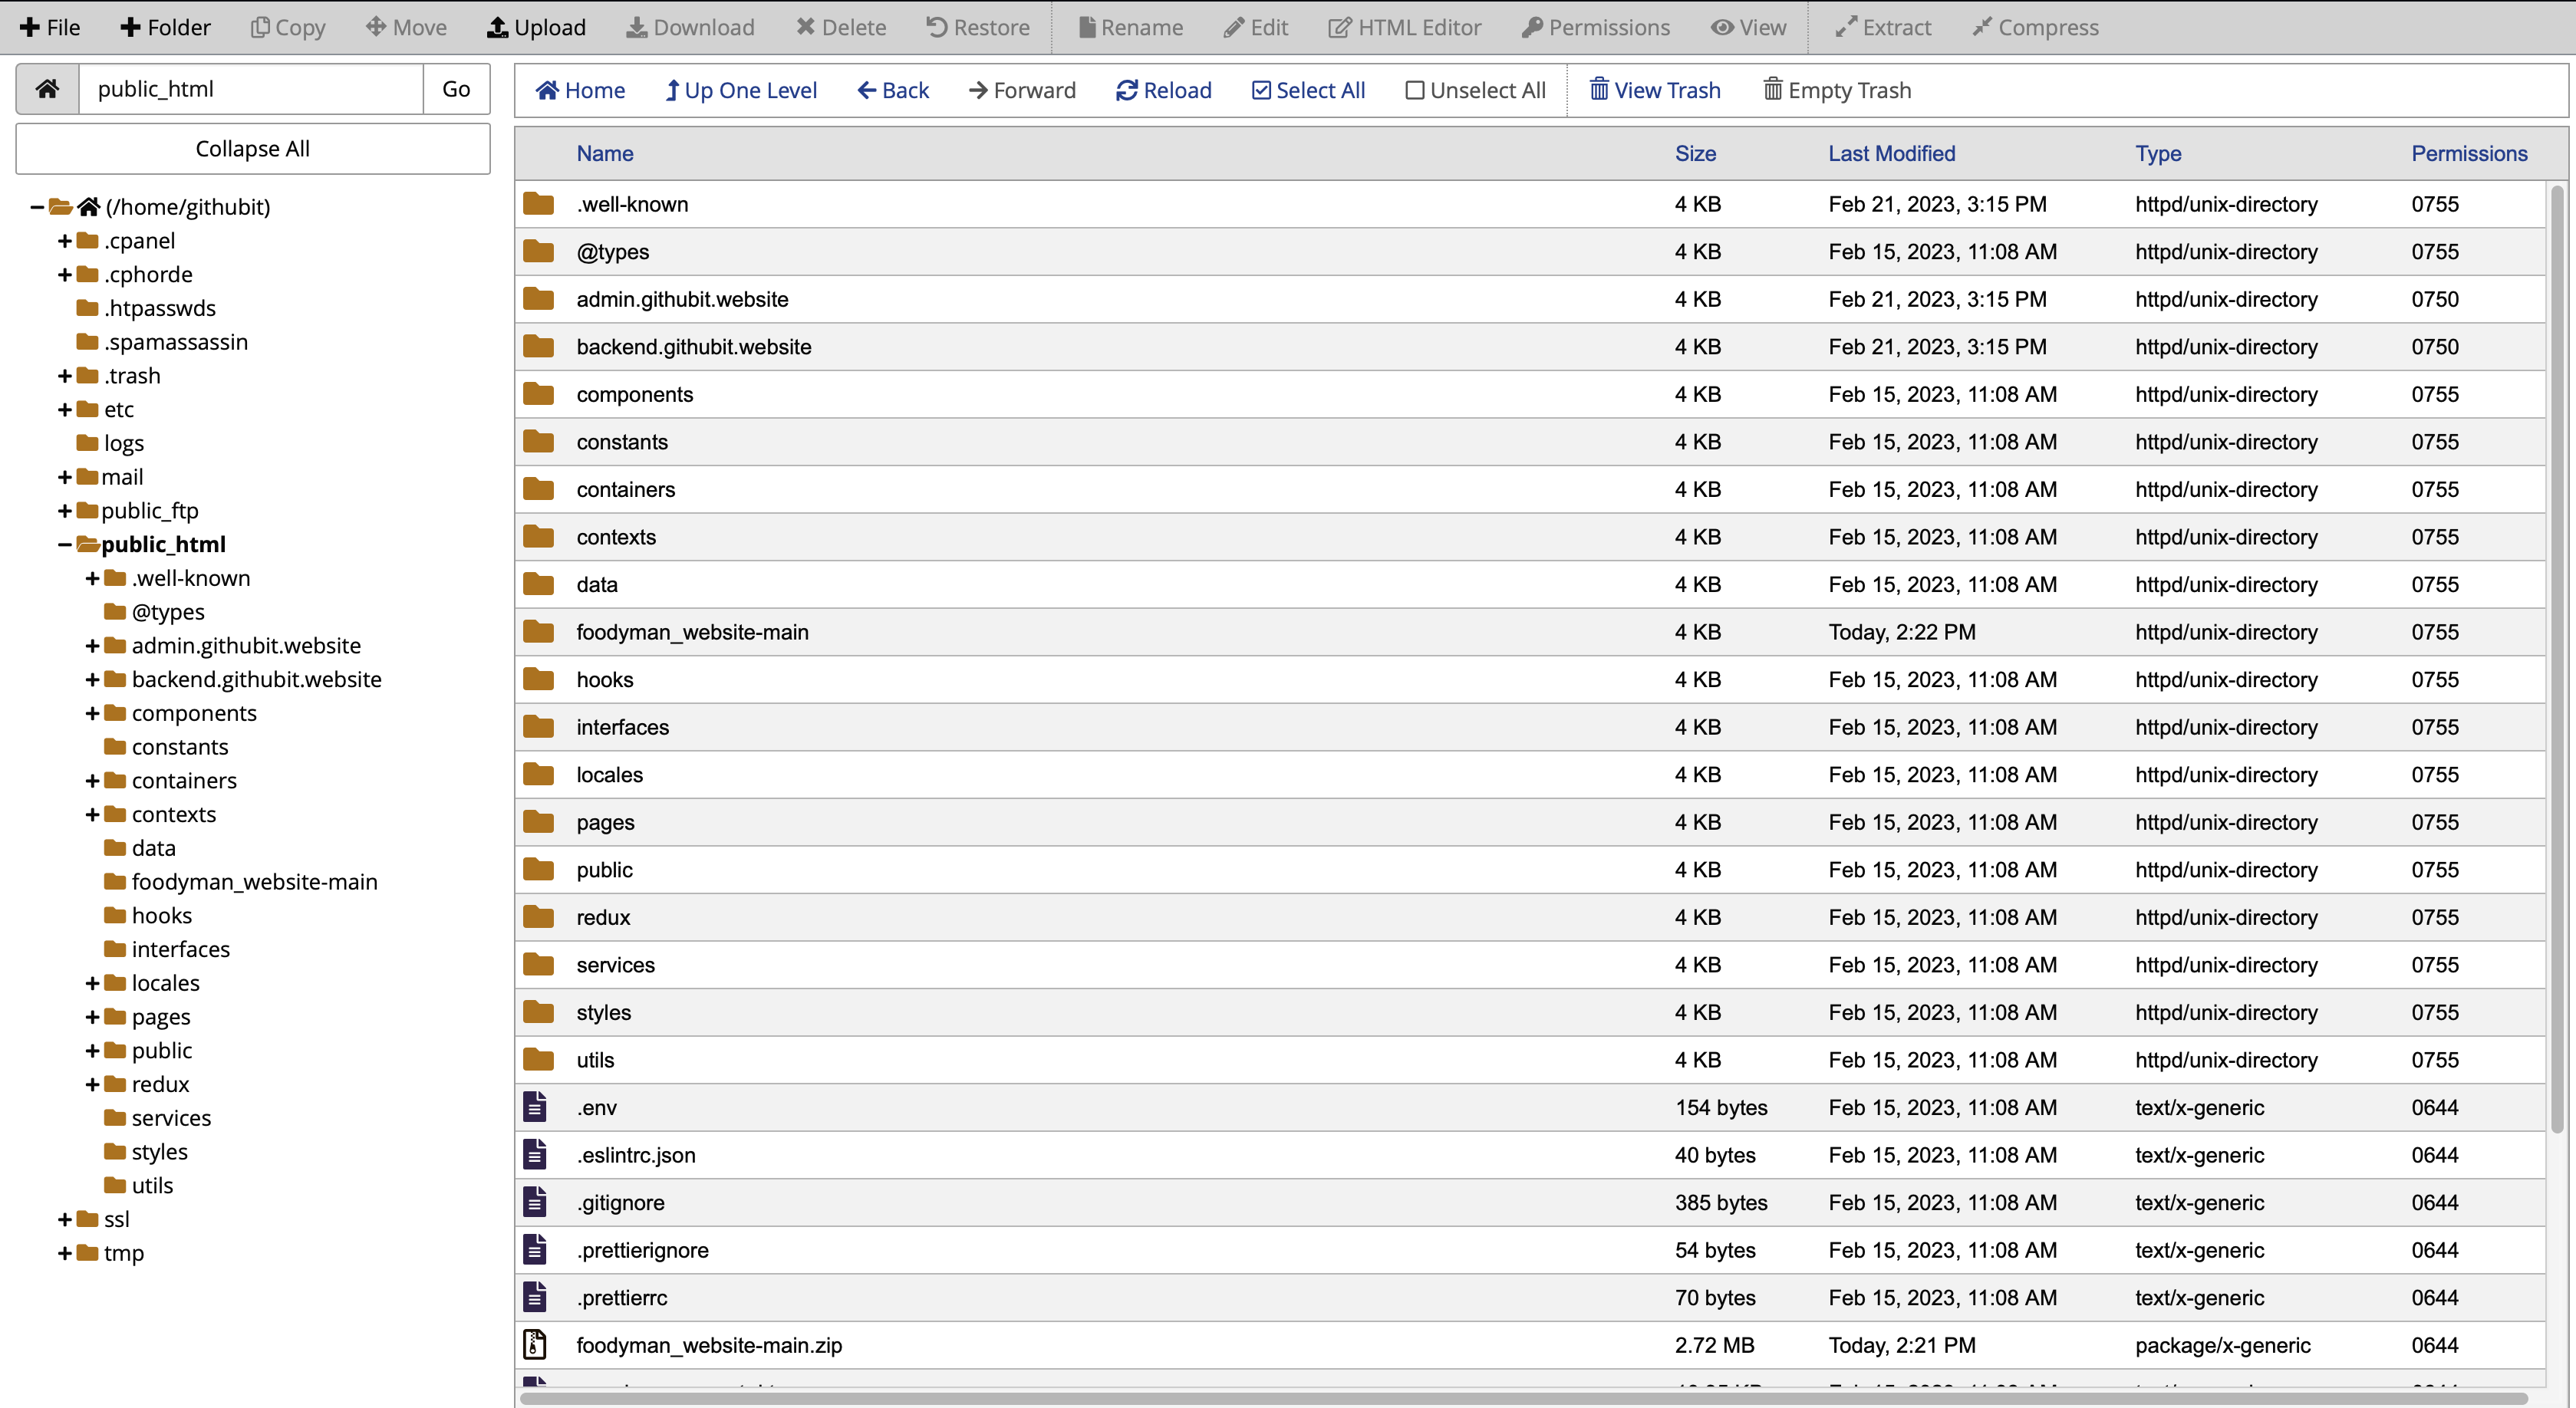 File Folder Copy Move Upload Download Delete Restore Rename Edit HTML Editor Permissions View Extract Compress
public_html Go
Collapse All
(/home/githubit)
.cpanel
.cphorde
.htpasswds
.spamassassin
.trash
etc
logs
mail
public_ftp
public_html
.well-known
@types
admin.githubit.website
backend.githubit.website
components
constants
containers
contexts
data
foodyman_website-main
hooks
interfaces
locales
pages
public
redux
services
styles
utils
ssl
tmp
Home Up One Level Back Forward Reload Select All Unselect All View Trash Empty Trash
Name Size Last Modified Type Permissions
.well-known 4 KB Feb 21, 2023, 3:15 PM httpd/unix-directory 0755
@types 4 KB Feb 15, 2023, 11:08 AM httpd/unix-directory 0755
admin.githubit.website 4 KB Feb 21, 2023, 3:15 PM httpd/unix-directory 0750
backend.githubit.website 4 KB Feb 21, 2023, 3:15 PM httpd/unix-directory 0750
components 4 KB Feb 15, 2023, 11:08 AM httpd/unix-directory 0755
constants 4 KB Feb 15, 2023, 11:08 AM httpd/unix-directory 0755
containers 4 KB Feb 15, 2023, 11:08 AM httpd/unix-directory 0755
contexts 4 KB Feb 15, 2023, 11:08 AM httpd/unix-directory 0755
data 4 KB Feb 15, 2023, 11:08 AM httpd/unix-directory 0755
foodyman_website-main 4 KB Today, 2:22 PM httpd/unix-directory 0755
hooks 4 KB Feb 15, 2023, 11:08 AM httpd/unix-directory 0755
interfaces 4 KB Feb 15, 2023, 11:08 AM httpd/unix-directory 0755
locales 4 KB Feb 15, 2023, 11:08 AM httpd/unix-directory 0755
pages 4 KB Feb 15, 2023, 11:08 AM httpd/unix-directory 0755
public 4 KB Feb 15, 2023, 11:08 AM httpd/unix-directory 0755
redux 4 KB Feb 15, 2023, 11:08 AM httpd/unix-directory 0755
services 4 KB Feb 15, 2023, 11:08 AM httpd/unix-directory 0755
styles 4 KB Feb 15, 2023, 11:08 AM httpd/unix-directory 0755
utils 4 KB Feb 15, 2023, 11:08 AM httpd/unix-directory 0755
.env 154 bytes Feb 15, 2023, 11:08 AM text/x-generic 0644
.eslintrc.json 40 bytes Feb 15, 2023, 11:08 AM text/x-generic 0644
.gitignore 385 bytes Feb 15, 2023, 11:08 AM text/x-generic 0644
.prettierignore 54 bytes Feb 15, 2023, 11:08 AM text/x-generic 0644
.prettierrc 70 bytes Feb 15, 2023, 11:08 AM text/x-generic 0644
foodyman_website-main.zip 2.72 MB Today, 2:21 PM package/x-generic 0644